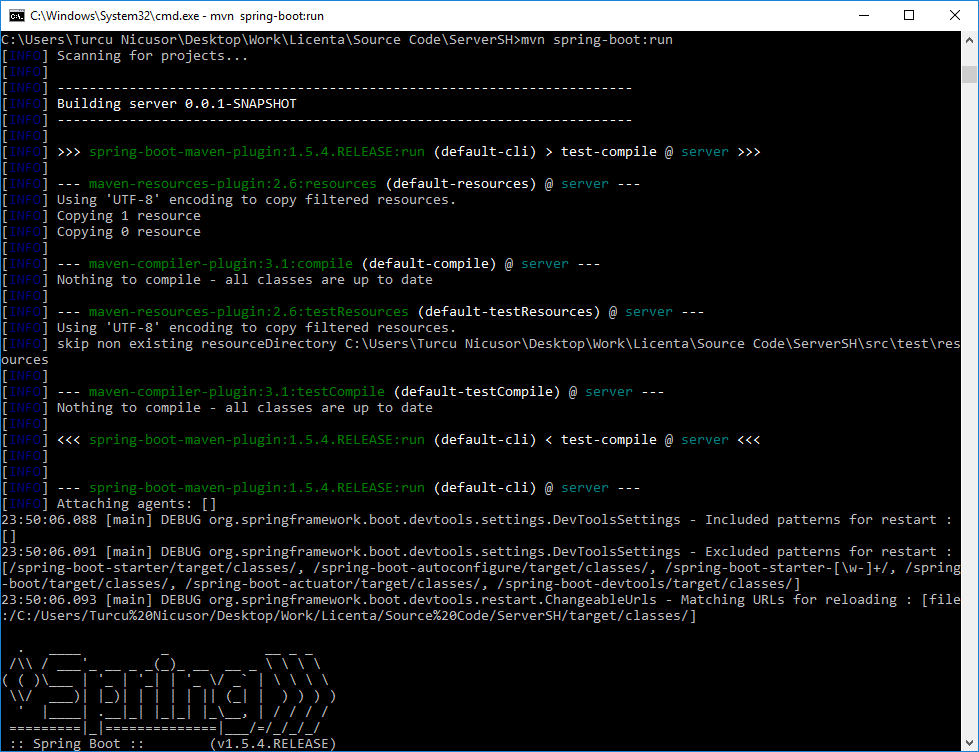 C:\Windows\System32\cmd.exe - mvn  spring-boot:run
C:\Users\Turcu Nicusor\Desktop\Work\Licenta\Source Code\ServerSH>mvn spring-boot:run
[INFO] Scanning for projects...
[INFO]
[INFO] ------------------------------------------------------------------------
[INFO] Building server 0.0.1-SNAPSHOT
[INFO] ------------------------------------------------------------------------
[INFO]
[INFO] >>> spring-boot-maven-plugin:1.5.4.RELEASE:run (default-cli) > test-compile @ server >>>
[INFO]
[INFO] --- maven-resources-plugin:2.6:resources (default-resources) @ server ---
[INFO] Using 'UTF-8' encoding to copy filtered resources.
[INFO] Copying 1 resource
[INFO] Copying 0 resource
[INFO]
[INFO] --- maven-compiler-plugin:3.1:compile (default-compile) @ server ---
[INFO] Nothing to compile - all classes are up to date
[INFO]
[INFO] --- maven-resources-plugin:2.6:testResources (default-testResources) @ server ---
[INFO] Using 'UTF-8' encoding to copy filtered resources.
[INFO] skip non existing resourceDirectory C:\Users\Turcu Nicusor\Desktop\Work\Licenta\Source Code\ServerSH\src\test\res
ources
[INFO]
[INFO] --- maven-compiler-plugin:3.1:testCompile (default-testCompile) @ server ---
[INFO] Nothing to compile - all classes are up to date
[INFO]
[INFO] <<< spring-boot-maven-plugin:1.5.4.RELEASE:run (default-cli) < test-compile @ server <<<
[INFO]
[INFO]
[INFO] --- spring-boot-maven-plugin:1.5.4.RELEASE:run (default-cli) @ server ---
[INFO] Attaching agents: []
23:50:06.088 [main] DEBUG org.springframework.boot.devtools.settings.DevToolsSettings - Included patterns for restart :
[]
23:50:06.091 [main] DEBUG org.springframework.boot.devtools.settings.DevToolsSettings - Excluded patterns for restart :
[/spring-boot-starter/target/classes/, /spring-boot-autoconfigure/target/classes/, /spring-boot-starter-[\w-]+/, /spring
-boot/target/classes/, /spring-boot-actuator/target/classes/, /spring-boot-devtools/target/classes/]
23:50:06.093 [main] DEBUG org.springframework.boot.devtools.restart.ChangeableUrls - Matching URLs for reloading : [file
:/C:/Users/Turcu%20Nicusor/Desktop/Work/Licenta/Source%20Code/ServerSH/target/classes/]
  .   ____          _            __ _ _
 /\\ / ___'_ __ _ _(_)_ __  __ _ \ \ \ \
( ( )\___ | '_ | '_| | '_ \/ _` | \ \ \ \
 \\/  ___)| |_)| | | | | || (_| |  ) ) ) )
  '  |____| .__|_| |_|_| |_\__, | / / / /
 =========|_|==============|___/=/_/_/_/
 :: Spring Boot ::        (v1.5.4.RELEASE)